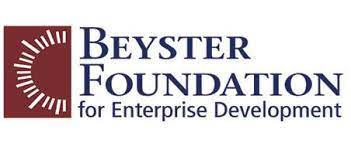 BEYSTER
FOUNDATION
for Enterprise Development